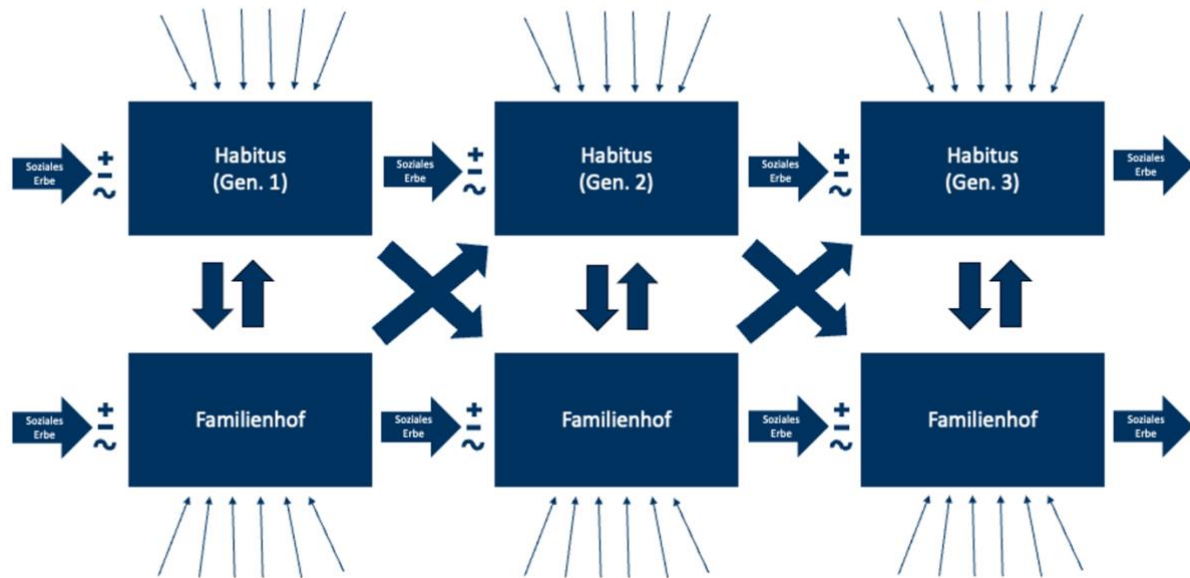 Soziales
Erbe
+
-
~
Habitus
(Gen. 1)
Soziales
Erbe
+
-
~
Habitus
(Gen. 2)
Soziales
Erbe
+
-
~
Habitus
(Gen. 3)
Soziales
Erbe
Soziales
Erbe
+
-
~
Familienhof
Soziales
Erbe
+
-
~
Familienhof
Soziales
Erbe
+
-
~
Familienhof
Soziales
Erbe